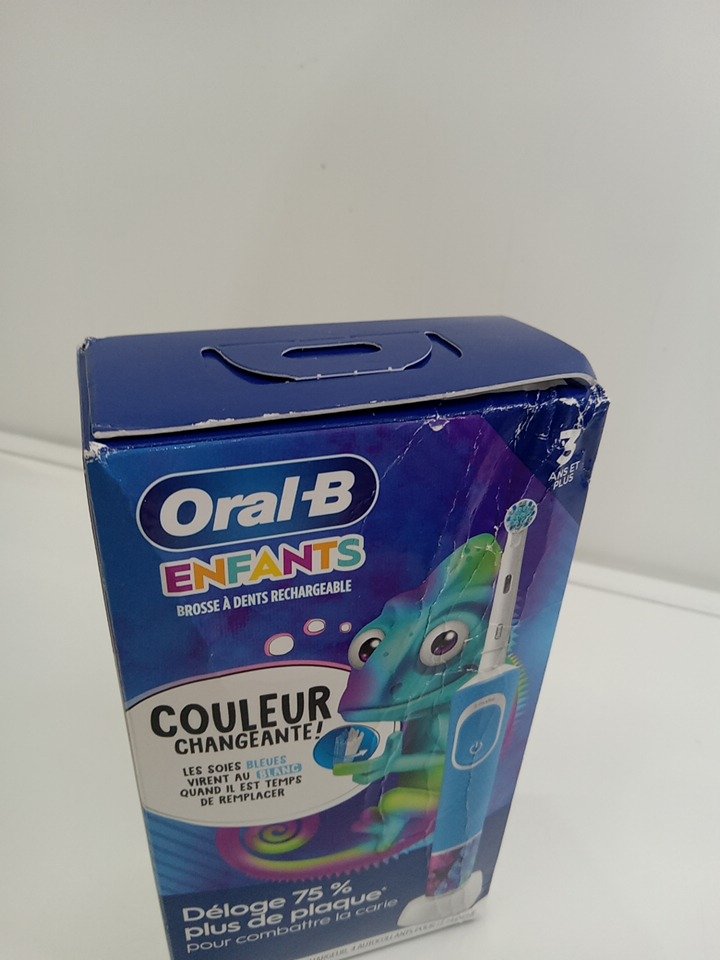 3
ANS ET
PLUS
Oral-B
ENFANTS
BROSSE À DENTS RECHARGEABLE
COULEUR
CHANGEANTE!
LES SOIES BLEUES
VIRENT AU BLANC
QUAND IL EST TEMPS
DE REMPLACER
Déloge 75 %
plus de plaque*
pour combattre la carie